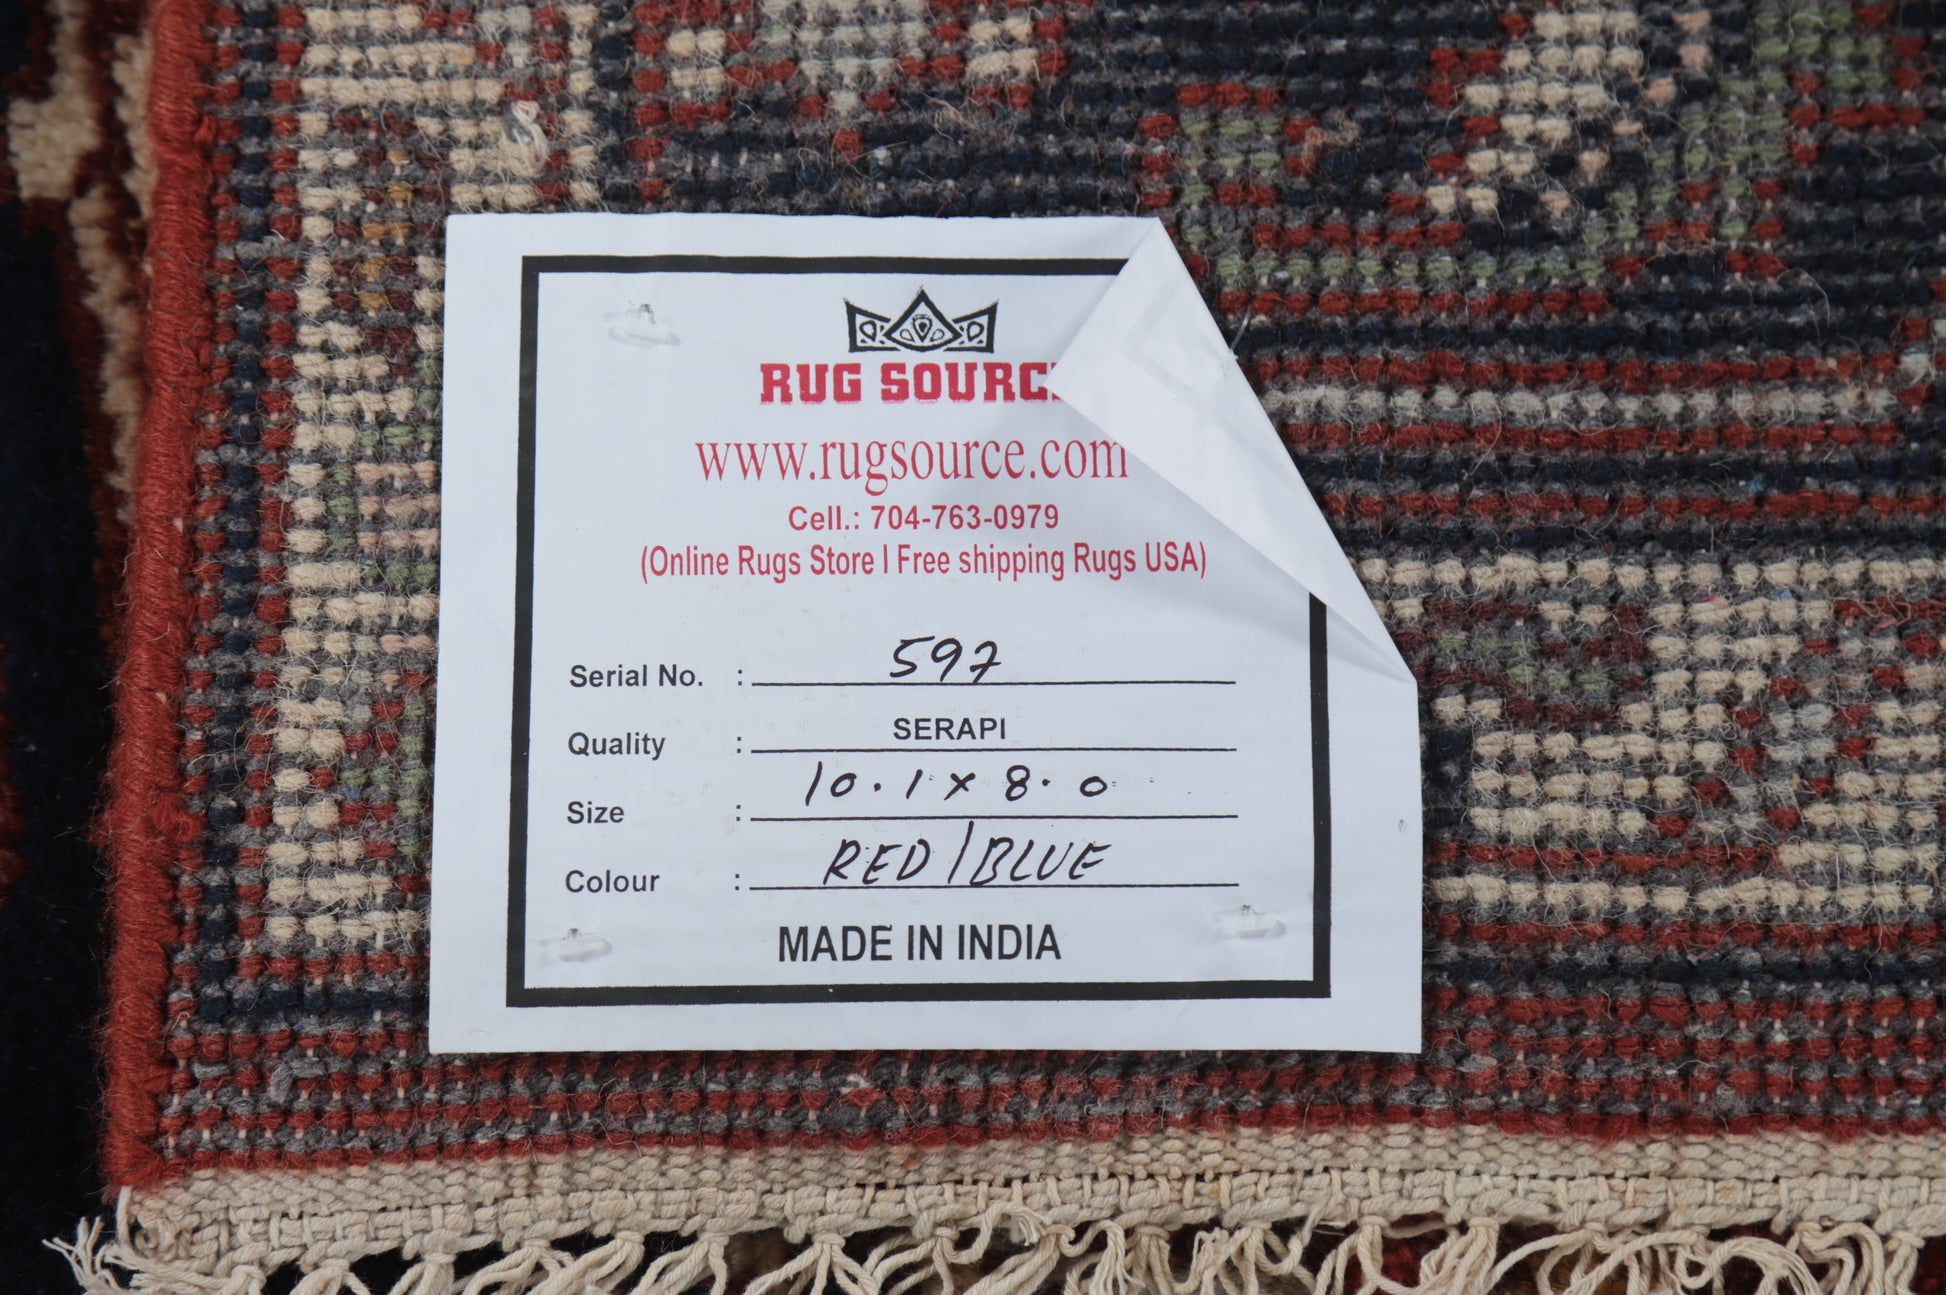 RUG SOURC
www.rugsource.com
Cell.: 704-763-0979
(Online Rugs Store I Free shipping Rugs USA)
Serial No. : 597
Quality : SERAPI
Size : 10.1 x 8.0
Colour : RED/BLUE
MADE IN INDIA